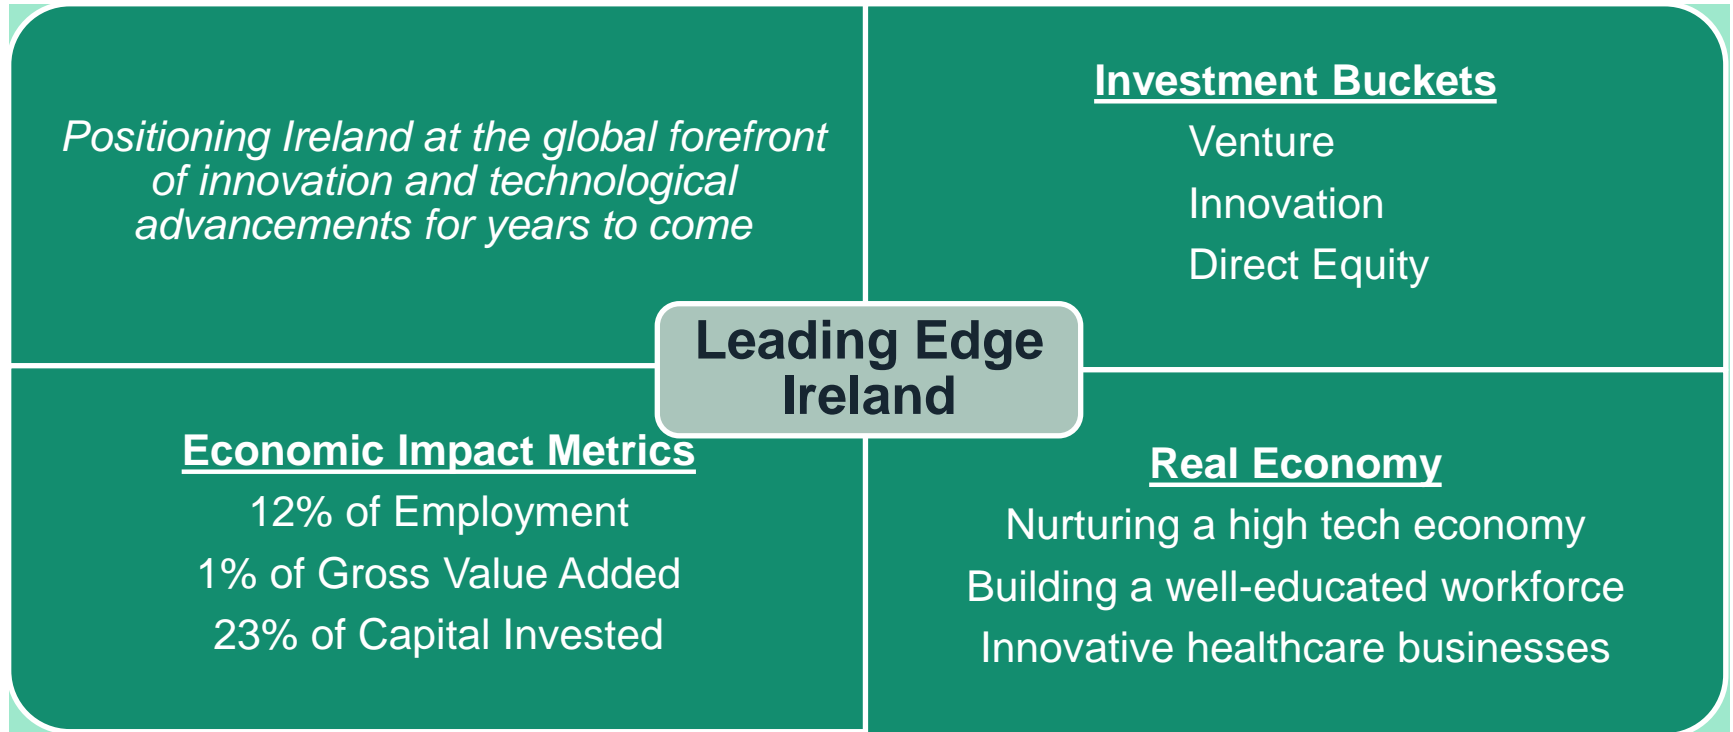 Positioning Ireland at the global forefront
of innovation and technological
advancements for years to come
Investment Buckets
Venture
Innovation
Direct Equity
Leading Edge
Ireland
Economic Impact Metrics
12% of Employment
1% of Gross Value Added
23% of Capital Invested
Real Economy
Nurturing a high tech economy
Building a well-educated workforce
Innovative healthcare businesses